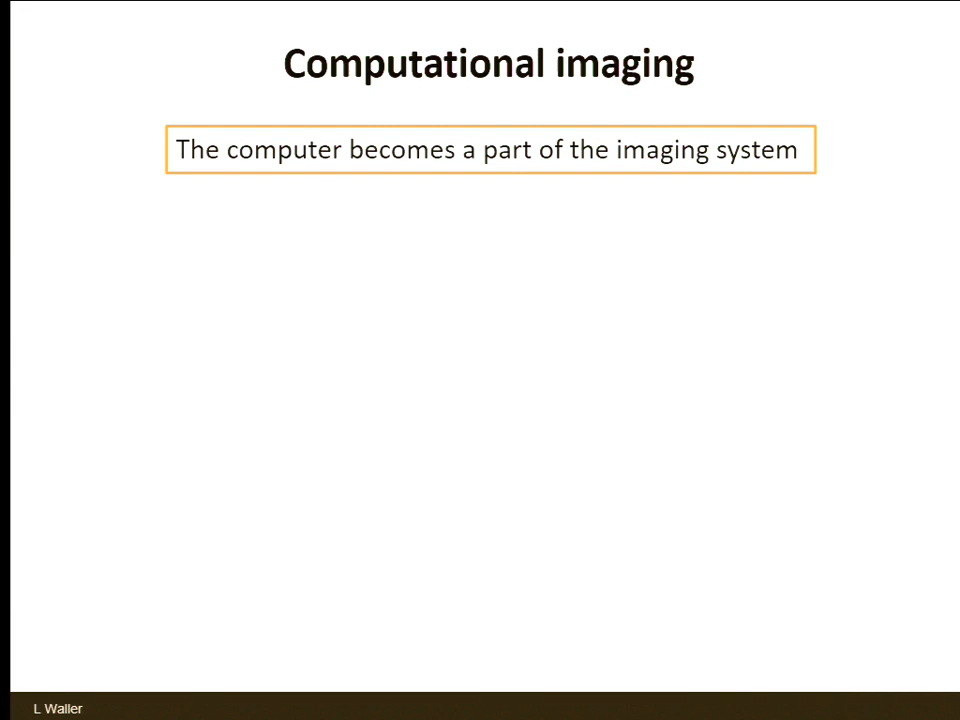 Computational imaging
The computer becomes a part of the imaging system
L Waller